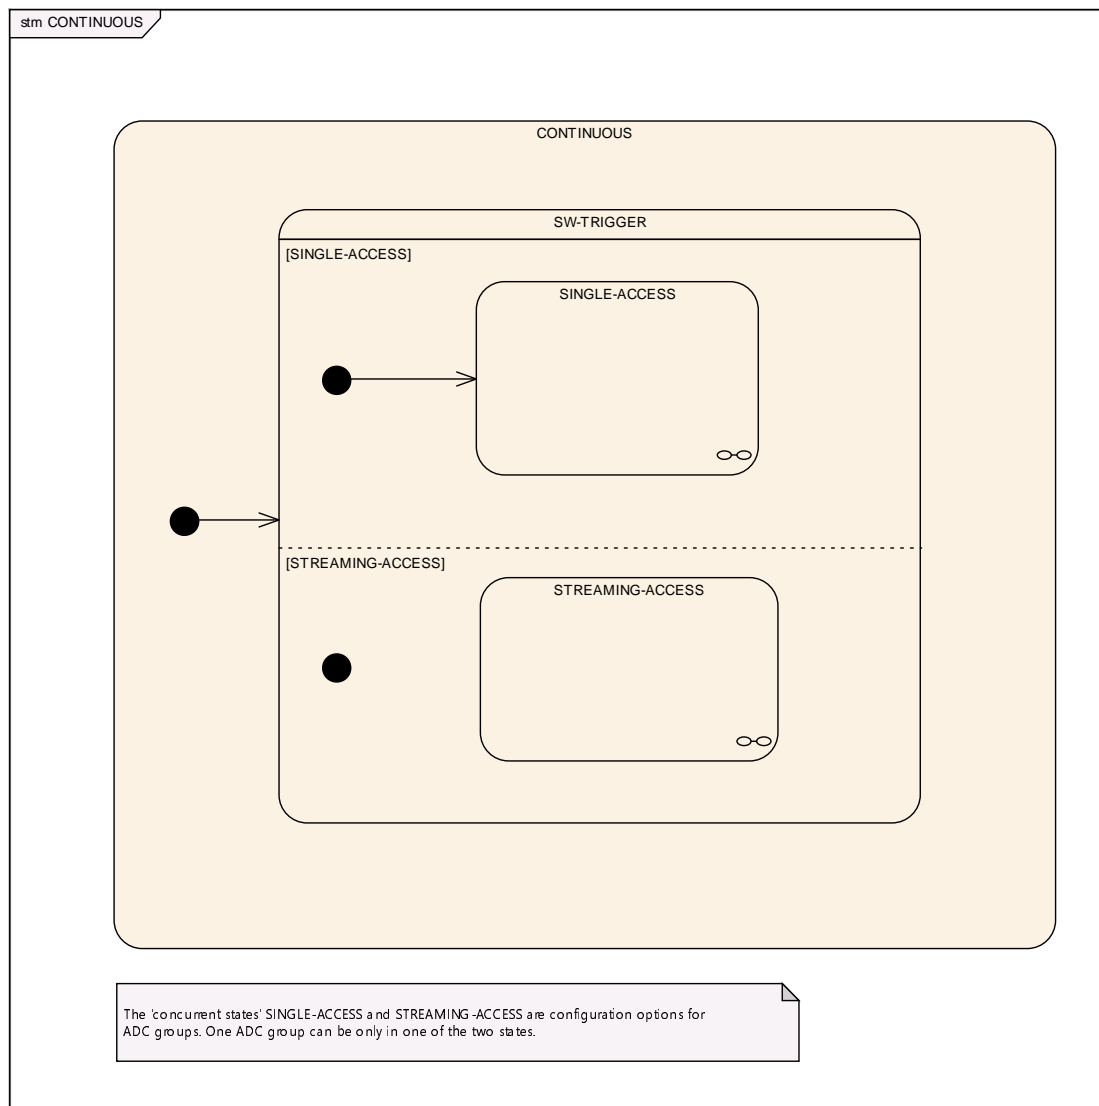 stm CONTINUOUS
CONTINUOUS
SW-TRIGGER
[SINGLE-ACCESS]
SINGLE-ACCESS
[STREAMING-ACCESS]
STREAMING-ACCESS
The 'concurrent states' SINGLE-ACCESS and STREAMING-ACCESS are configuration options for
ADC groups. One ADC group can be only in one of the two states.